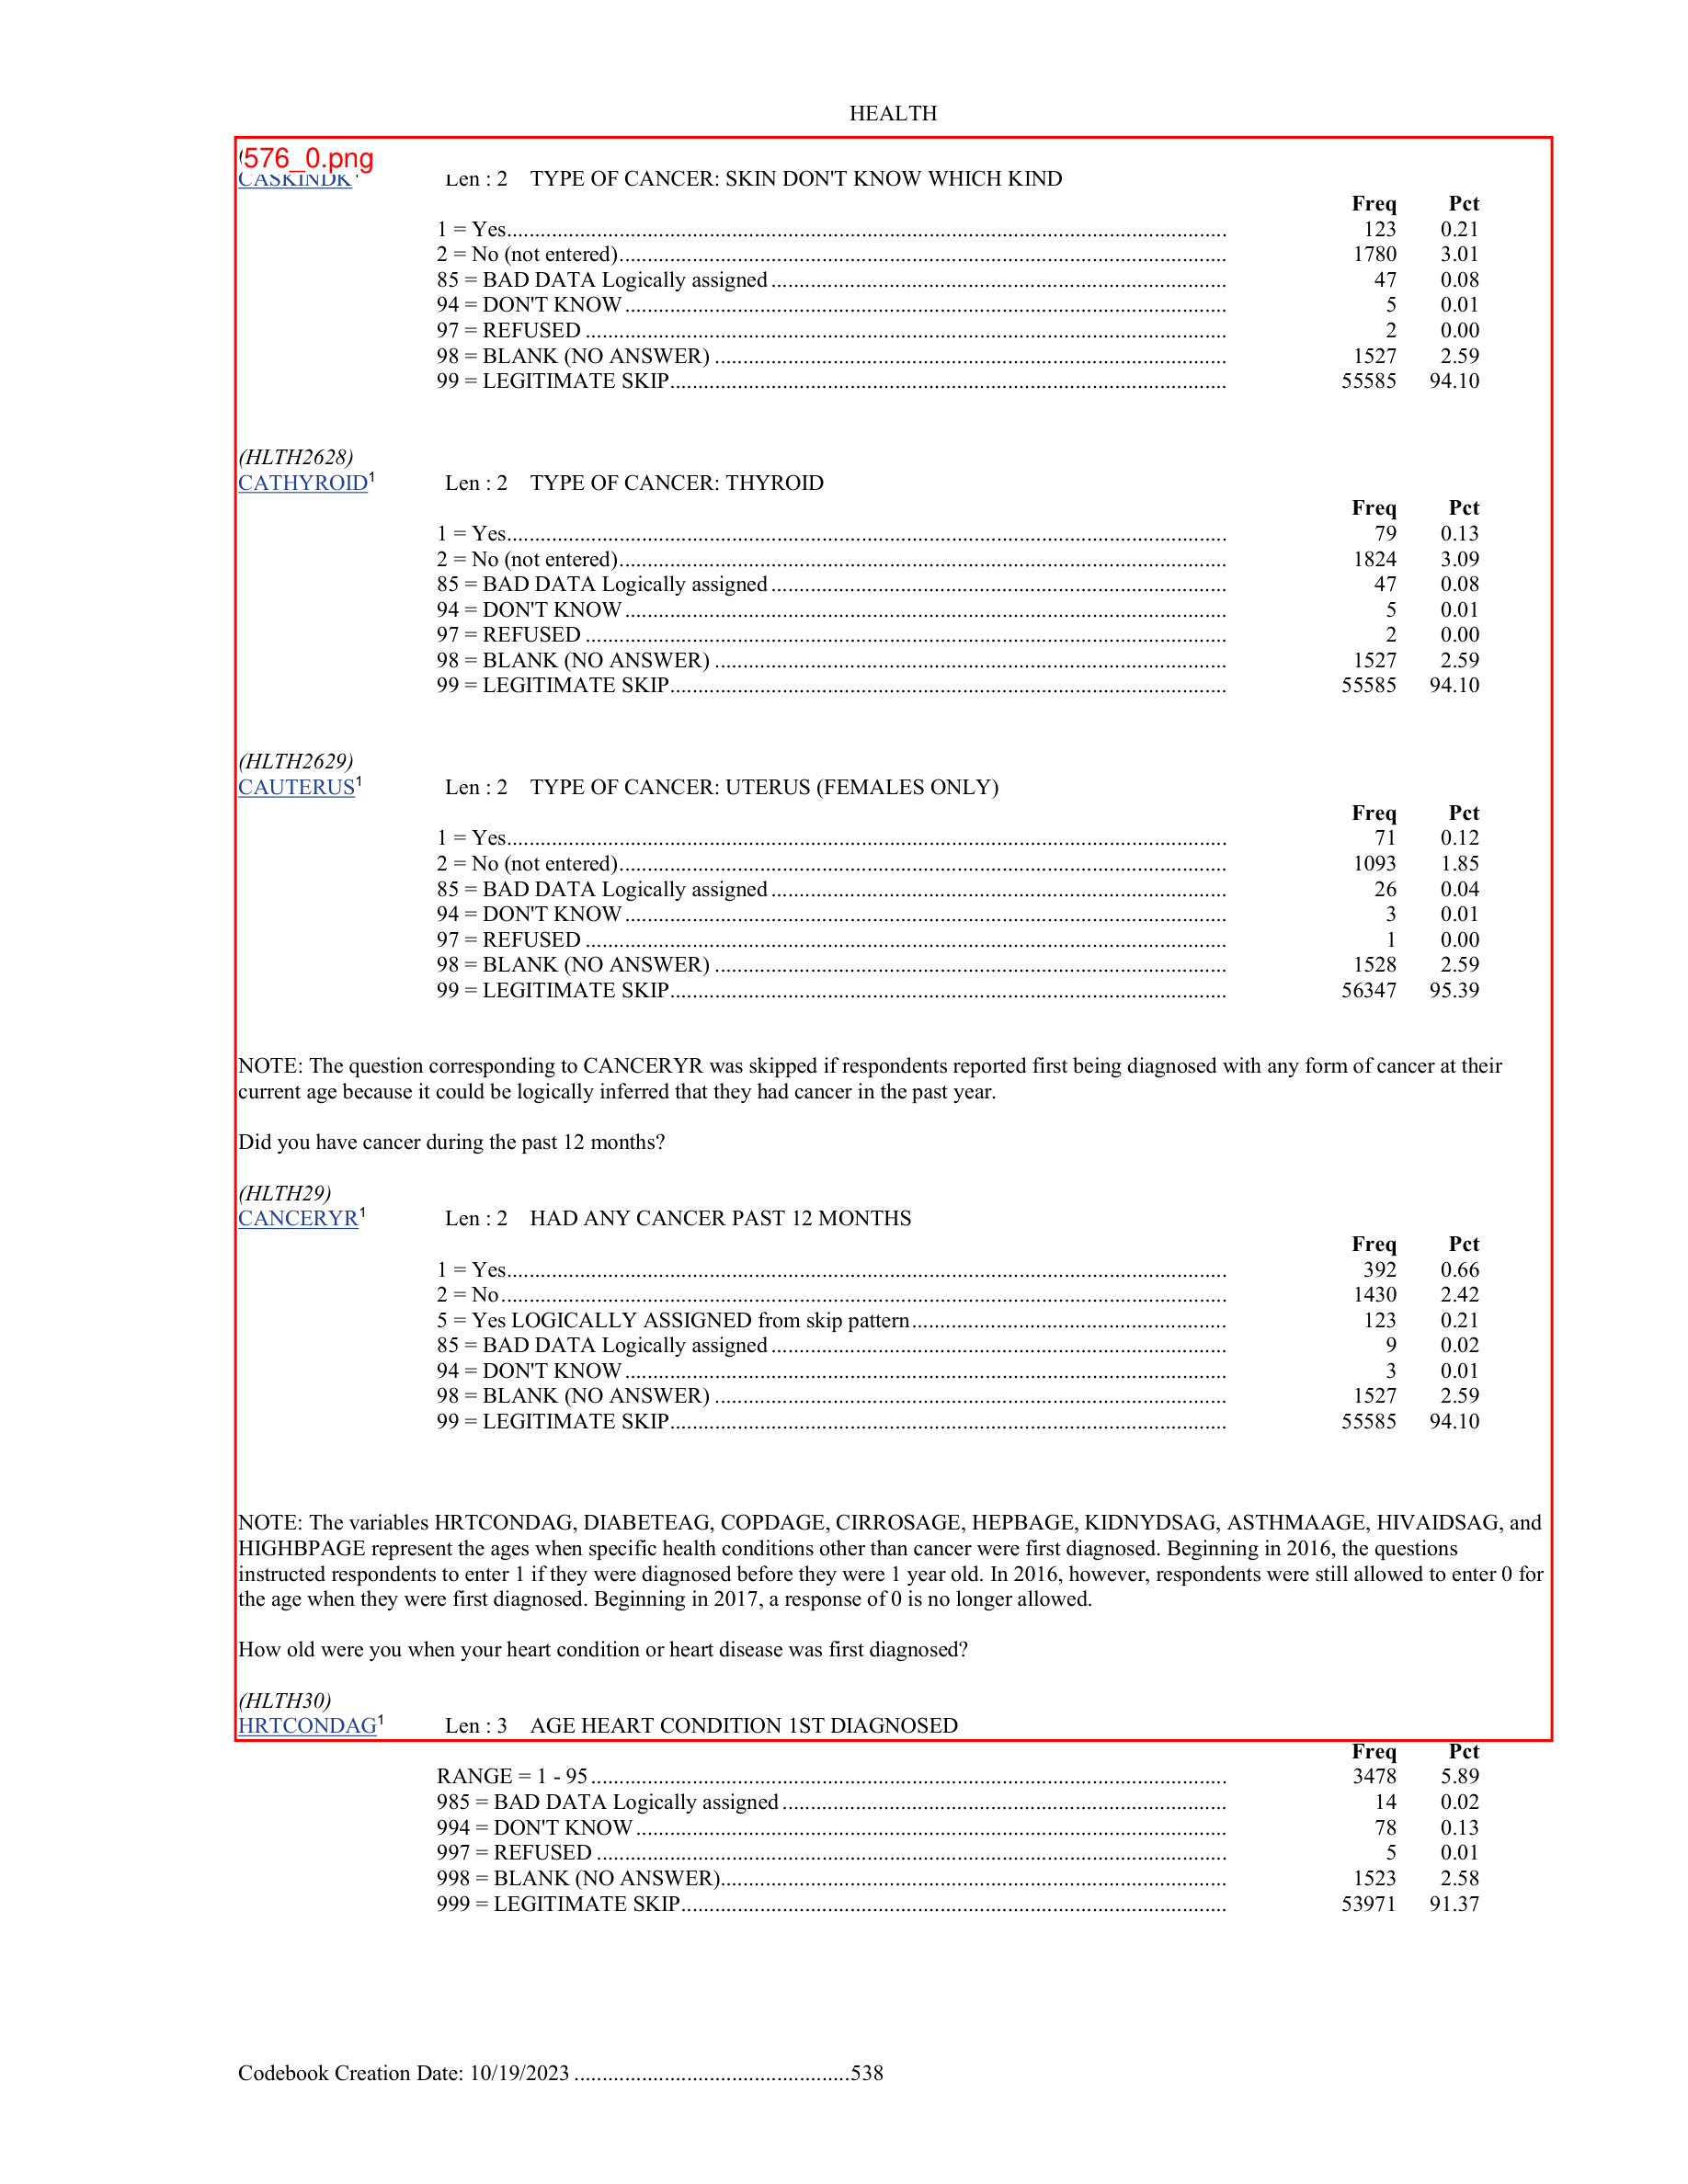 HEALTH
(576_0.png
CASKINDK Len : 2 TYPE OF CANCER: SKIN DON'T KNOW WHICH KIND
Freq Pct
1 = Yes 123 0.21
2 = No (not entered) 1780 3.01
85 = BAD DATA Logically assigned 47 0.08
94 = DON'T KNOW 5 0.01
97 = REFUSED 2 0.00
98 = BLANK (NO ANSWER) 1527 2.59
99 = LEGITIMATE SKIP 55585 94.10
(HLTH2628)
CATHYROID¹ Len : 2 TYPE OF CANCER: THYROID
Freq Pct
1 = Yes 79 0.13
2 = No (not entered) 1824 3.09
85 = BAD DATA Logically assigned 47 0.08
94 = DON'T KNOW 5 0.01
97 = REFUSED 2 0.00
98 = BLANK (NO ANSWER) 1527 2.59
99 = LEGITIMATE SKIP 55585 94.10
(HLTH2629)
CAUTERUS¹ Len : 2 TYPE OF CANCER: UTERUS (FEMALES ONLY)
Freq Pct
1 = Yes 71 0.12
2 = No (not entered) 1093 1.85
85 = BAD DATA Logically assigned 26 0.04
94 = DON'T KNOW 3 0.01
97 = REFUSED 1 0.00
98 = BLANK (NO ANSWER) 1528 2.59
99 = LEGITIMATE SKIP 56347 95.39
NOTE: The question corresponding to CANCERYR was skipped if respondents reported first being diagnosed with any form of cancer at their
current age because it could be logically inferred that they had cancer in the past year.
Did you have cancer during the past 12 months?
(HLTH29)
CANCERYR¹ Len : 2 HAD ANY CANCER PAST 12 MONTHS
Freq Pct
1 = Yes 392 0.66
2 = No 1430 2.42
5 = Yes LOGICALLY ASSIGNED from skip pattern 123 0.21
85 = BAD DATA Logically assigned 9 0.02
94 = DON'T KNOW 3 0.01
98 = BLANK (NO ANSWER) 1527 2.59
99 = LEGITIMATE SKIP 55585 94.10
NOTE: The variables HRTCONDAG, DIABETEAG, COPDAGE, CIRROSAGE, HEPBAGE, KIDNYDSAG, ASTHMAAGE, HIVAIDSAG, and
HIGHBPAGE represent the ages when specific health conditions other than cancer were first diagnosed. Beginning in 2016, the questions
instructed respondents to enter 1 if they were diagnosed before they were 1 year old. In 2016, however, respondents were still allowed to enter 0 for
the age when they were first diagnosed. Beginning in 2017, a response of 0 is no longer allowed.
How old were you when your heart condition or heart disease was first diagnosed?
(HLTH30)
HRTCONDAG¹ Len : 3 AGE HEART CONDITION 1ST DIAGNOSED
Freq Pct
RANGE = 1 - 95 3478 5.89
985 = BAD DATA Logically assigned 14 0.02
994 = DON'T KNOW 78 0.13
997 = REFUSED 5 0.01
998 = BLANK (NO ANSWER) 1523 2.58
999 = LEGITIMATE SKIP 53971 91.37
Codebook Creation Date: 10/19/2023 538